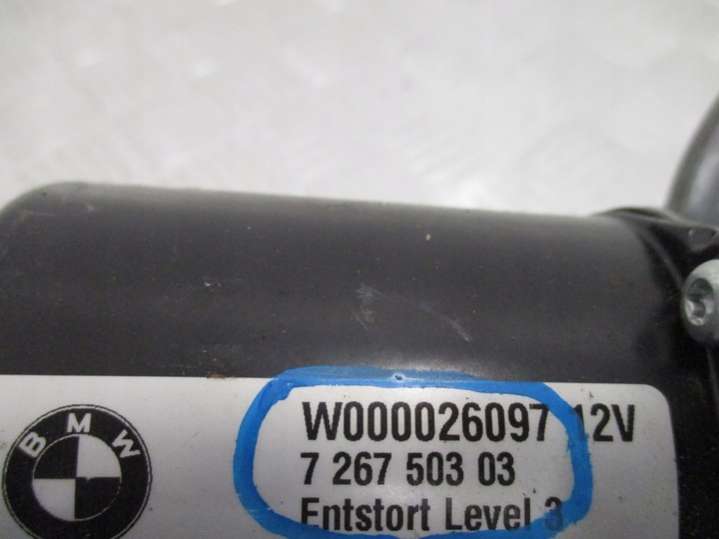 BMW
W000026097 12V
7 267 503 03
Entstort Level 3